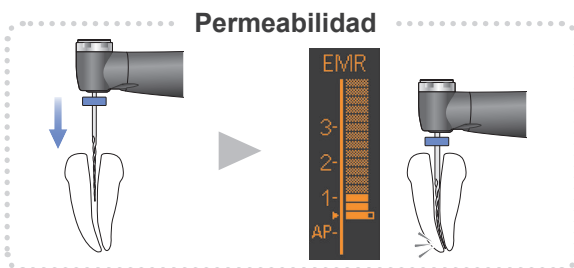 Permeabilidad
EMR
3-
2-
1-
AP-